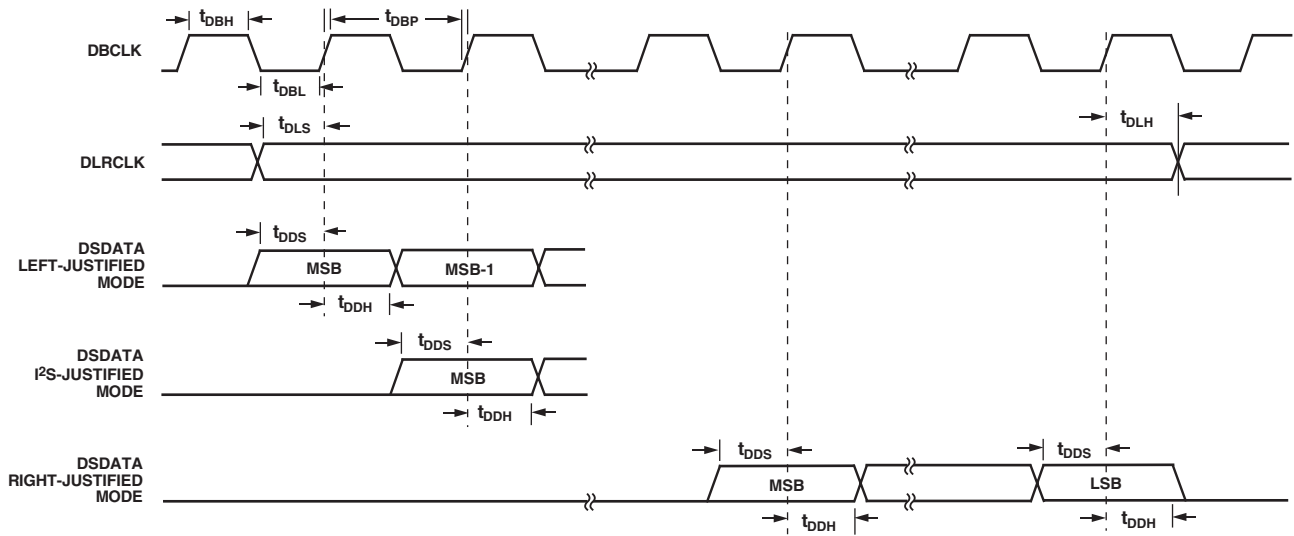 tDBH
tDBP
DBCLK
tDBL
tDLS
tDLH
DLRCLK
DSDATA
LEFT-JUSTIFIED
MODE
tDDS
MSB
MSB-1
tDDH
DSDATA
I²S-JUSTIFIED
MODE
tDDS
MSB
tDDH
DSDATA
RIGHT-JUSTIFIED
MODE
tDDS
tDDS
MSB
LSB
tDDH
tDDH